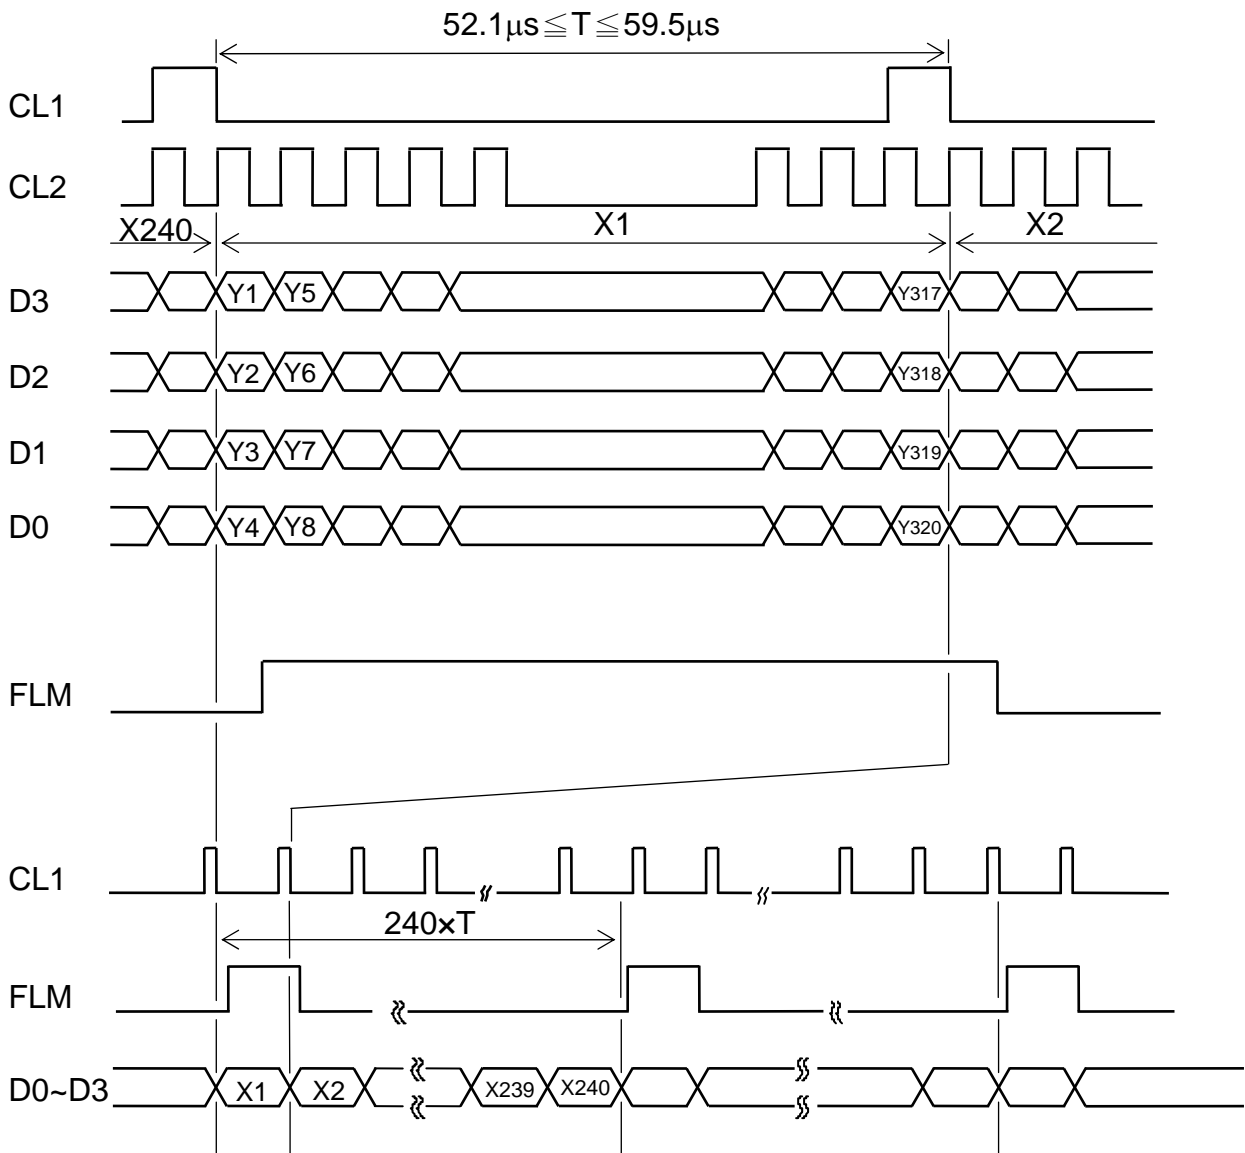 52.1μs≦T≦59.5μs
CL1
CL2
X240 X1 X2
D3 Y1 Y5 Y317
D2 Y2 Y6 Y318
D1 Y3 Y7 Y319
D0 Y4 Y8 Y320
FLM
CL1
240×T
FLM
D0~D3 X1 X2 X239 X240